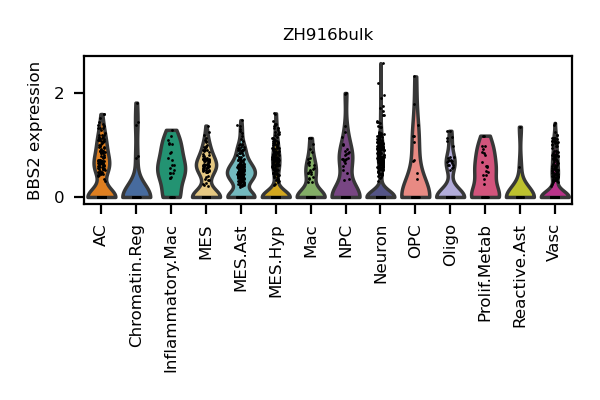 ZH916bulk
BBS2 expression
2
0
AC
Chromatin.Reg
Inflammatory.Mac
MES
MES.Ast
MES.Hyp
Mac
NPC
Neuron
OPC
Oligo
Prolif.Metab
Reactive.Ast
Vasc